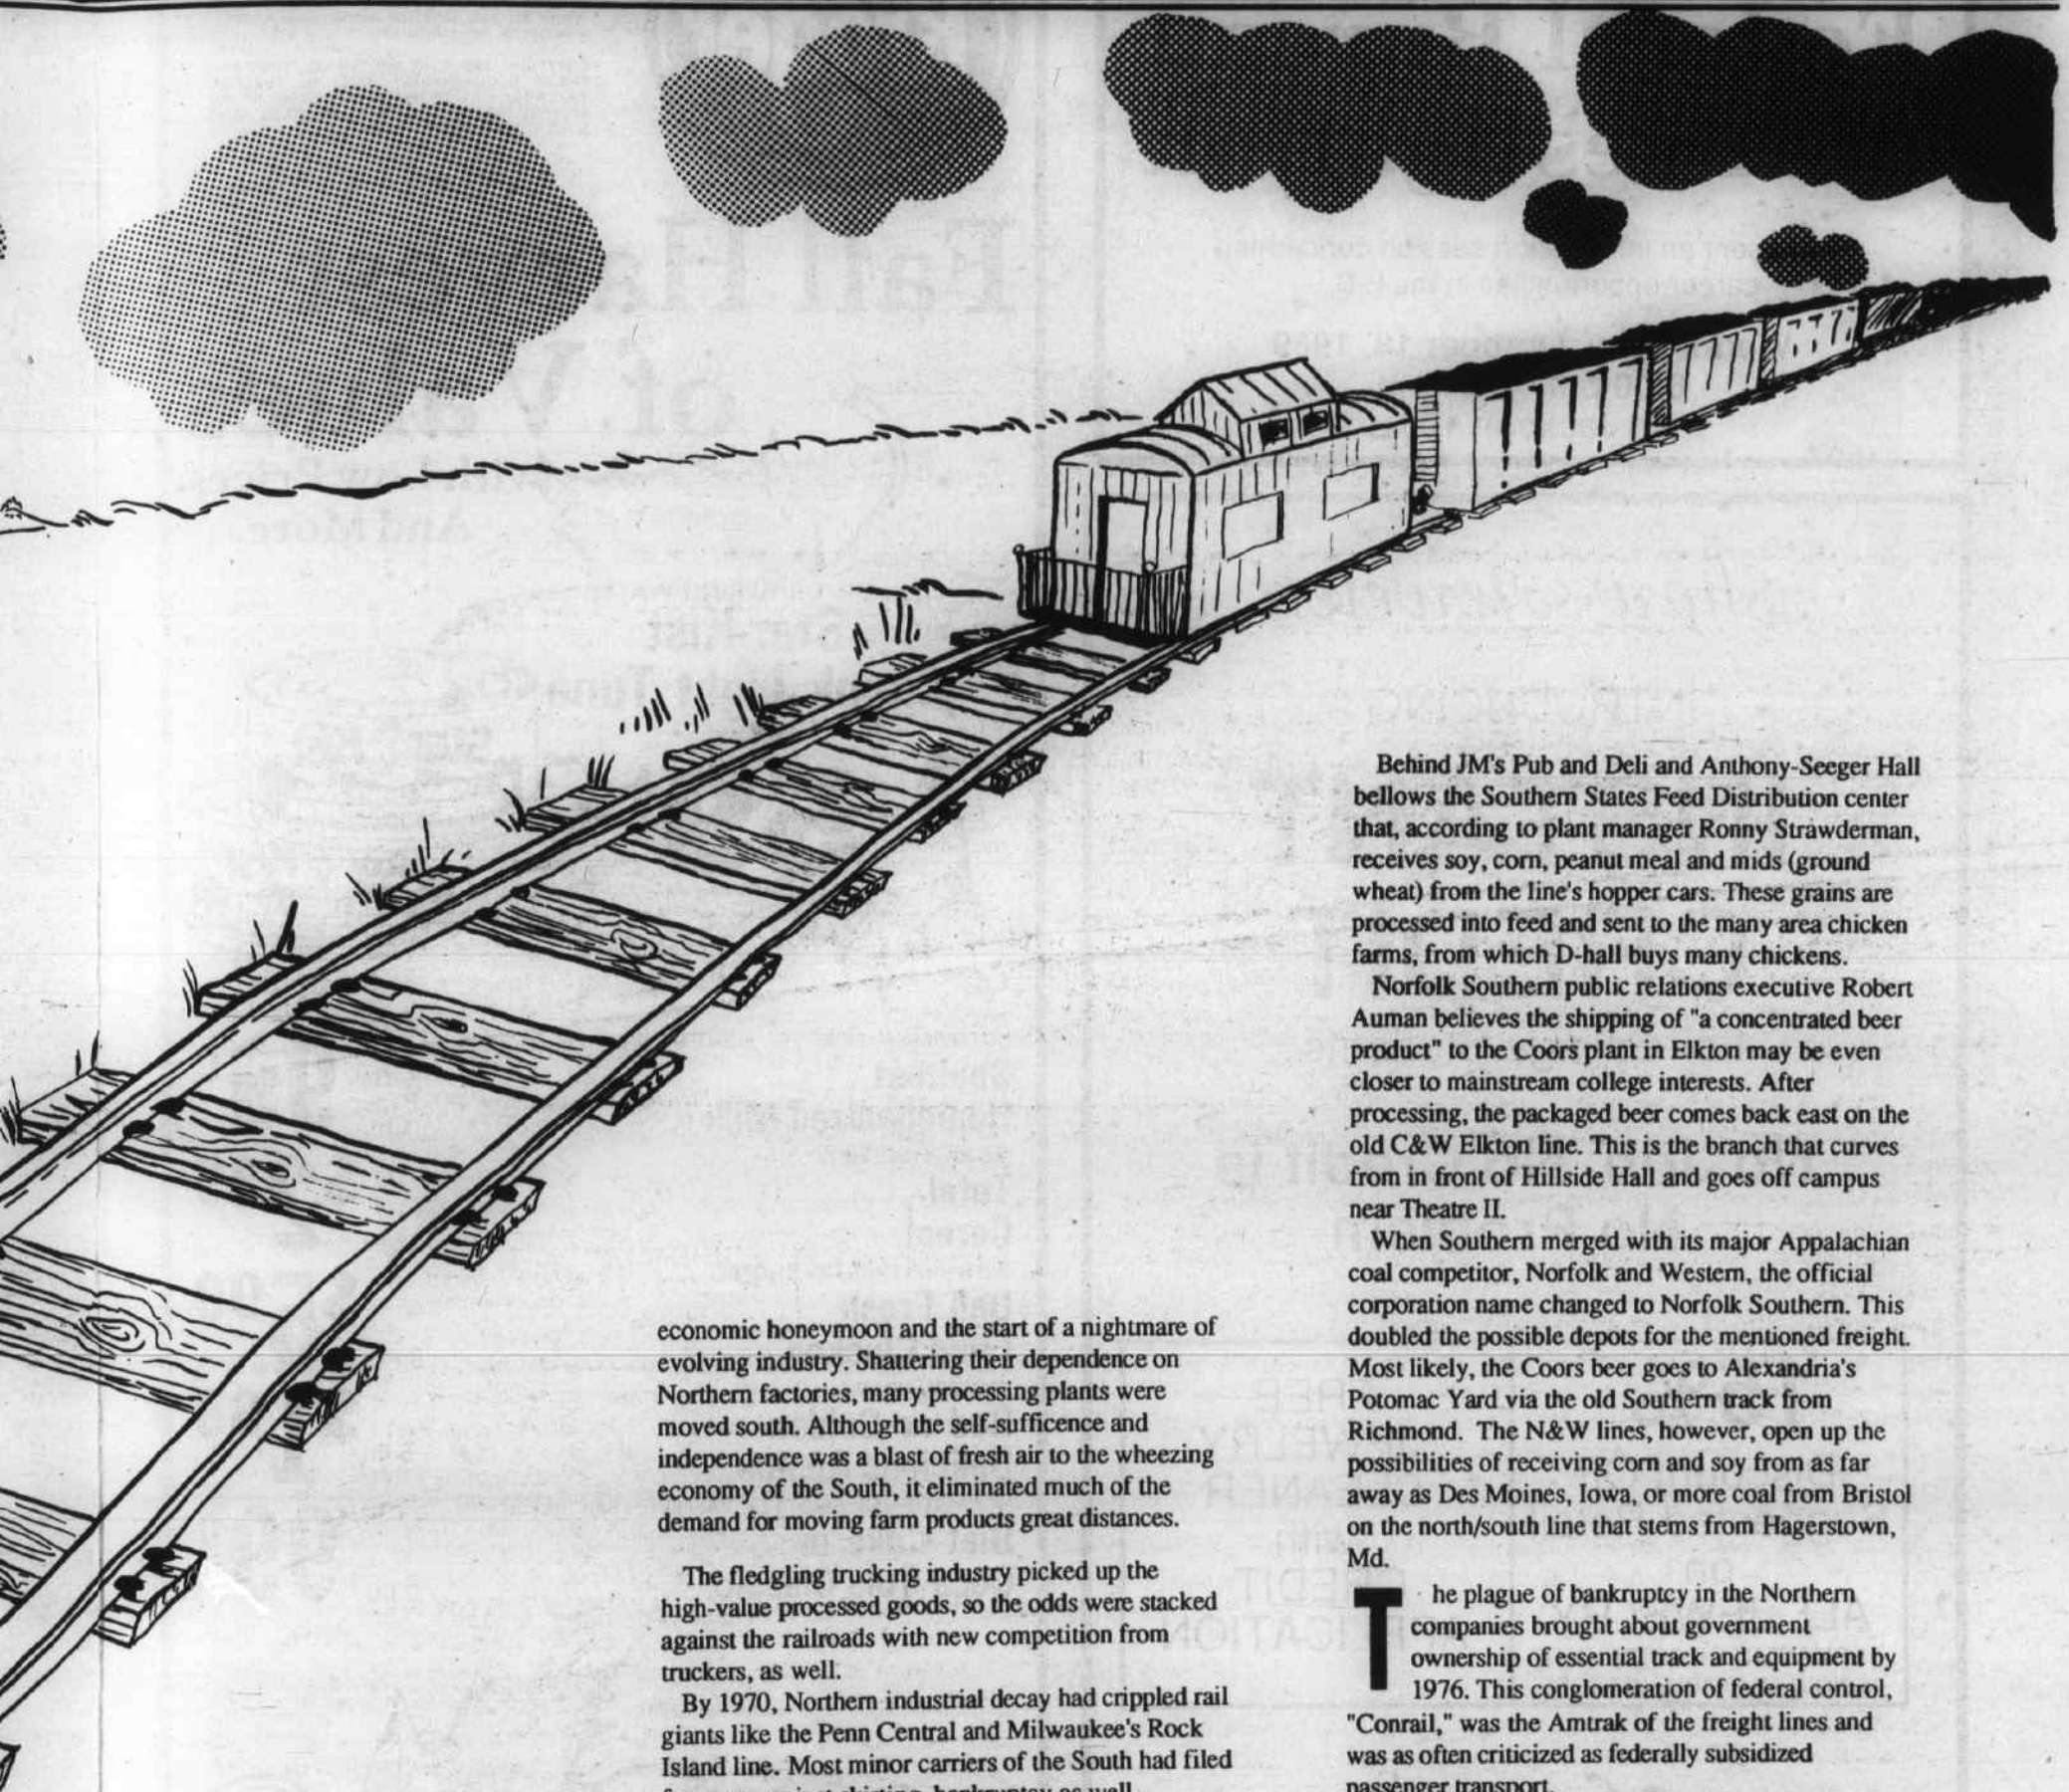 economic honeymoon and the start of a nightmare of
evolving industry. Shattering their dependence on
Northern factories, many processing plants were
moved south. Although the self-sufficence and
independence was a blast of fresh air to the wheezing
economy of the South, it eliminated much of the
demand for moving farm products great distances.
The fledgling trucking industry picked up the
high-value processed goods, so the odds were stacked
against the railroads with new competition from
truckers, as well.
By 1970, Northern industrial decay had crippled rail
giants like the Penn Central and Milwaukee's Rock
Island line. Most minor carriers of the South had filed
bankruptcy as well
Behind JM's Pub and Deli and Anthony-Seeger Hall
bellows the Southern States Feed Distribution center
that, according to plant manager Ronny Strawderman,
receives soy, corn, peanut meal and mids (ground
wheat) from the line's hopper cars. These grains are
processed into feed and sent to the many area chicken
farms, from which D-hall buys many chickens.
Norfolk Southern public relations executive Robert
Auman believes the shipping of "a concentrated beer
product" to the Coors plant in Elkton may be even
closer to mainstream college interests. After
processing, the packaged beer comes back east on the
old C&W Elkton line. This is the branch that curves
from in front of Hillside Hall and goes off campus
near Theatre II.
When Southern merged with its major Appalachian
coal competitor, Norfolk and Western, the official
corporation name changed to Norfolk Southern. This
doubled the possible depots for the mentioned freight.
Most likely, the Coors beer goes to Alexandria's
Potomac Yard via the old Southern track from
Richmond. The N&W lines, however, open up the
possibilities of receiving corn and soy from as far
away as Des Moines, Iowa, or more coal from Bristol
on the north/south line that stems from Hagerstown,
Md.
The plague of bankruptcy in the Northern
companies brought about government
ownership of essential track and equipment by
1976. This conglomeration of federal control,
"Conrail," was the Amtrak of the freight lines and
was as often criticized as federally subsidized
passenger transport.